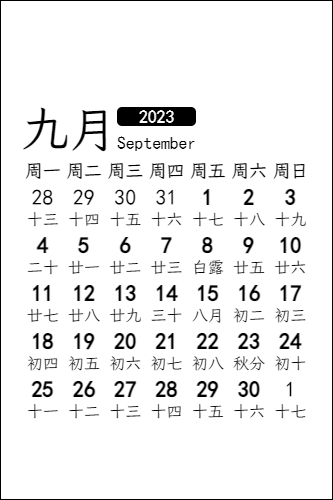 九月 2023
September
周一 周二 周三 周四 周五 周六 周日
28 29 30 31 1 2 3
十三 十四 十五 十六 十七 十八 十九
4 5 6 7 8 9 10
二十 廿一 廿二 廿三 白露 廿五 廿六
11 12 13 14 15 16 17
廿七 廿八 廿九 三十 八月 初二 初三
18 19 20 21 22 23 24
初四 初五 初六 初七 初八 秋分 初十
25 26 27 28 29 30 1
十一 十二 十三 十四 十五 十六 十七